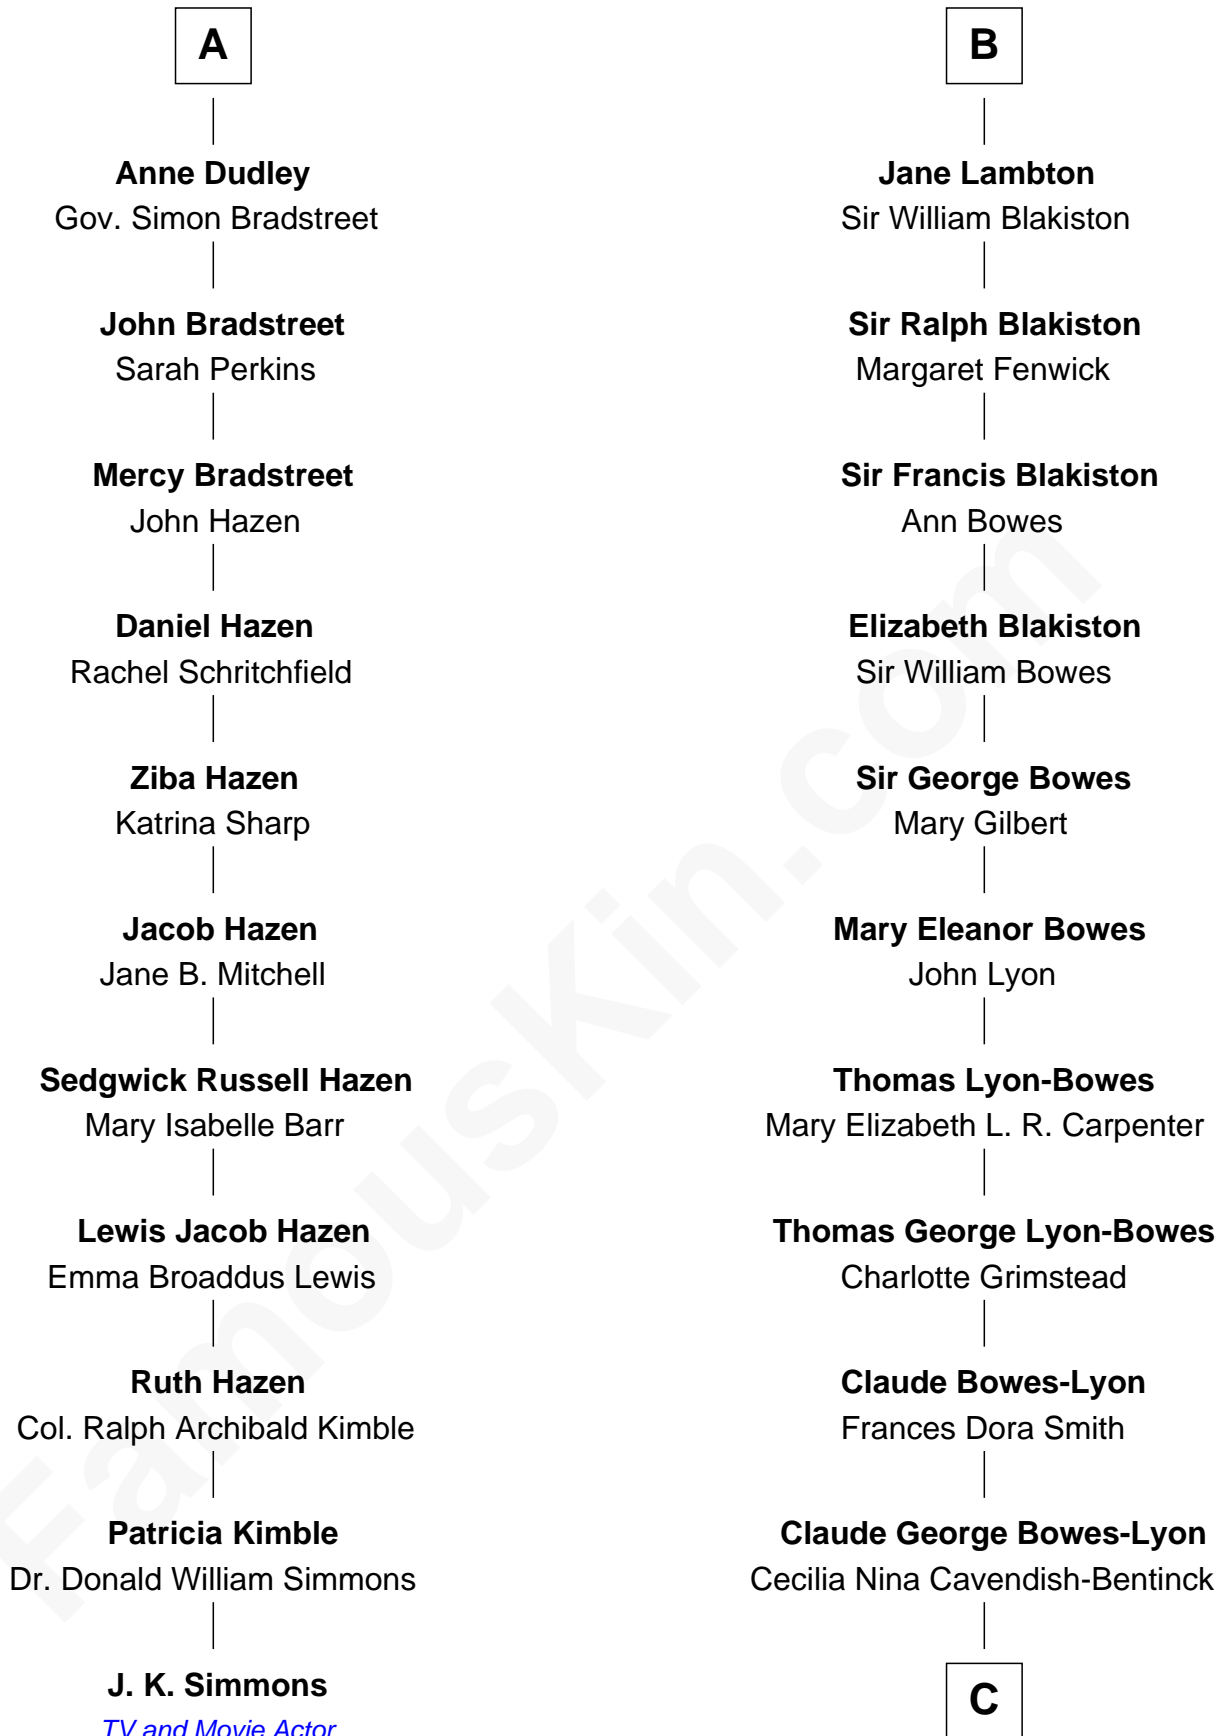 A
Anne Dudley
Gov. Simon Bradstreet
John Bradstreet
Sarah Perkins
Mercy Bradstreet
John Hazen
Daniel Hazen
Rachel Schritchfield
Ziba Hazen
Katrina Sharp
Jacob Hazen
Jane B. Mitchell
Sedgwick Russell Hazen
Mary Isabelle Barr
Lewis Jacob Hazen
Emma Broaddus Lewis
Ruth Hazen
Col. Ralph Archibald Kimble
Patricia Kimble
Dr. Donald William Simmons
J. K. Simmons
TV and Movie Actor
B
Jane Lambton
Sir William Blakiston
Sir Ralph Blakiston
Margaret Fenwick
Sir Francis Blakiston
Ann Bowes
Elizabeth Blakiston
Sir William Bowes
Sir George Bowes
Mary Gilbert
Mary Eleanor Bowes
John Lyon
Thomas Lyon-Bowes
Mary Elizabeth L. R. Carpenter
Thomas George Lyon-Bowes
Charlotte Grimstead
Claude Bowes-Lyon
Frances Dora Smith
Claude George Bowes-Lyon
Cecilia Nina Cavendish-Bentinck
C
FamousKin.com